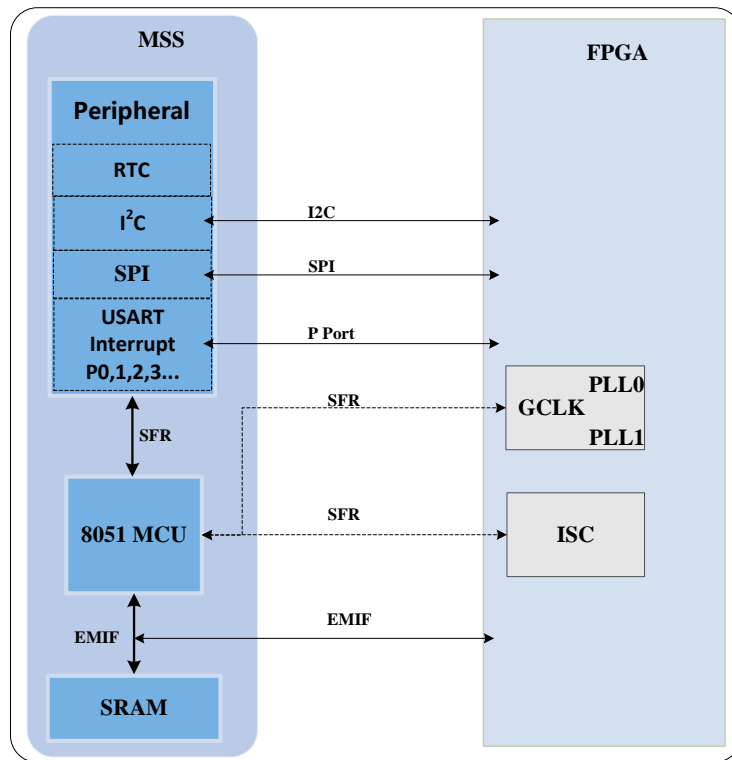 MSS
FPGA
Peripheral
RTC
I²C
I2C
SPI
SPI
USART
Interrupt
P0,1,2,3...
P Port
PLL0
GCLK
PLL1
SFR
SFR
8051 MCU
SFR
ISC
EMIF
EMIF
SRAM